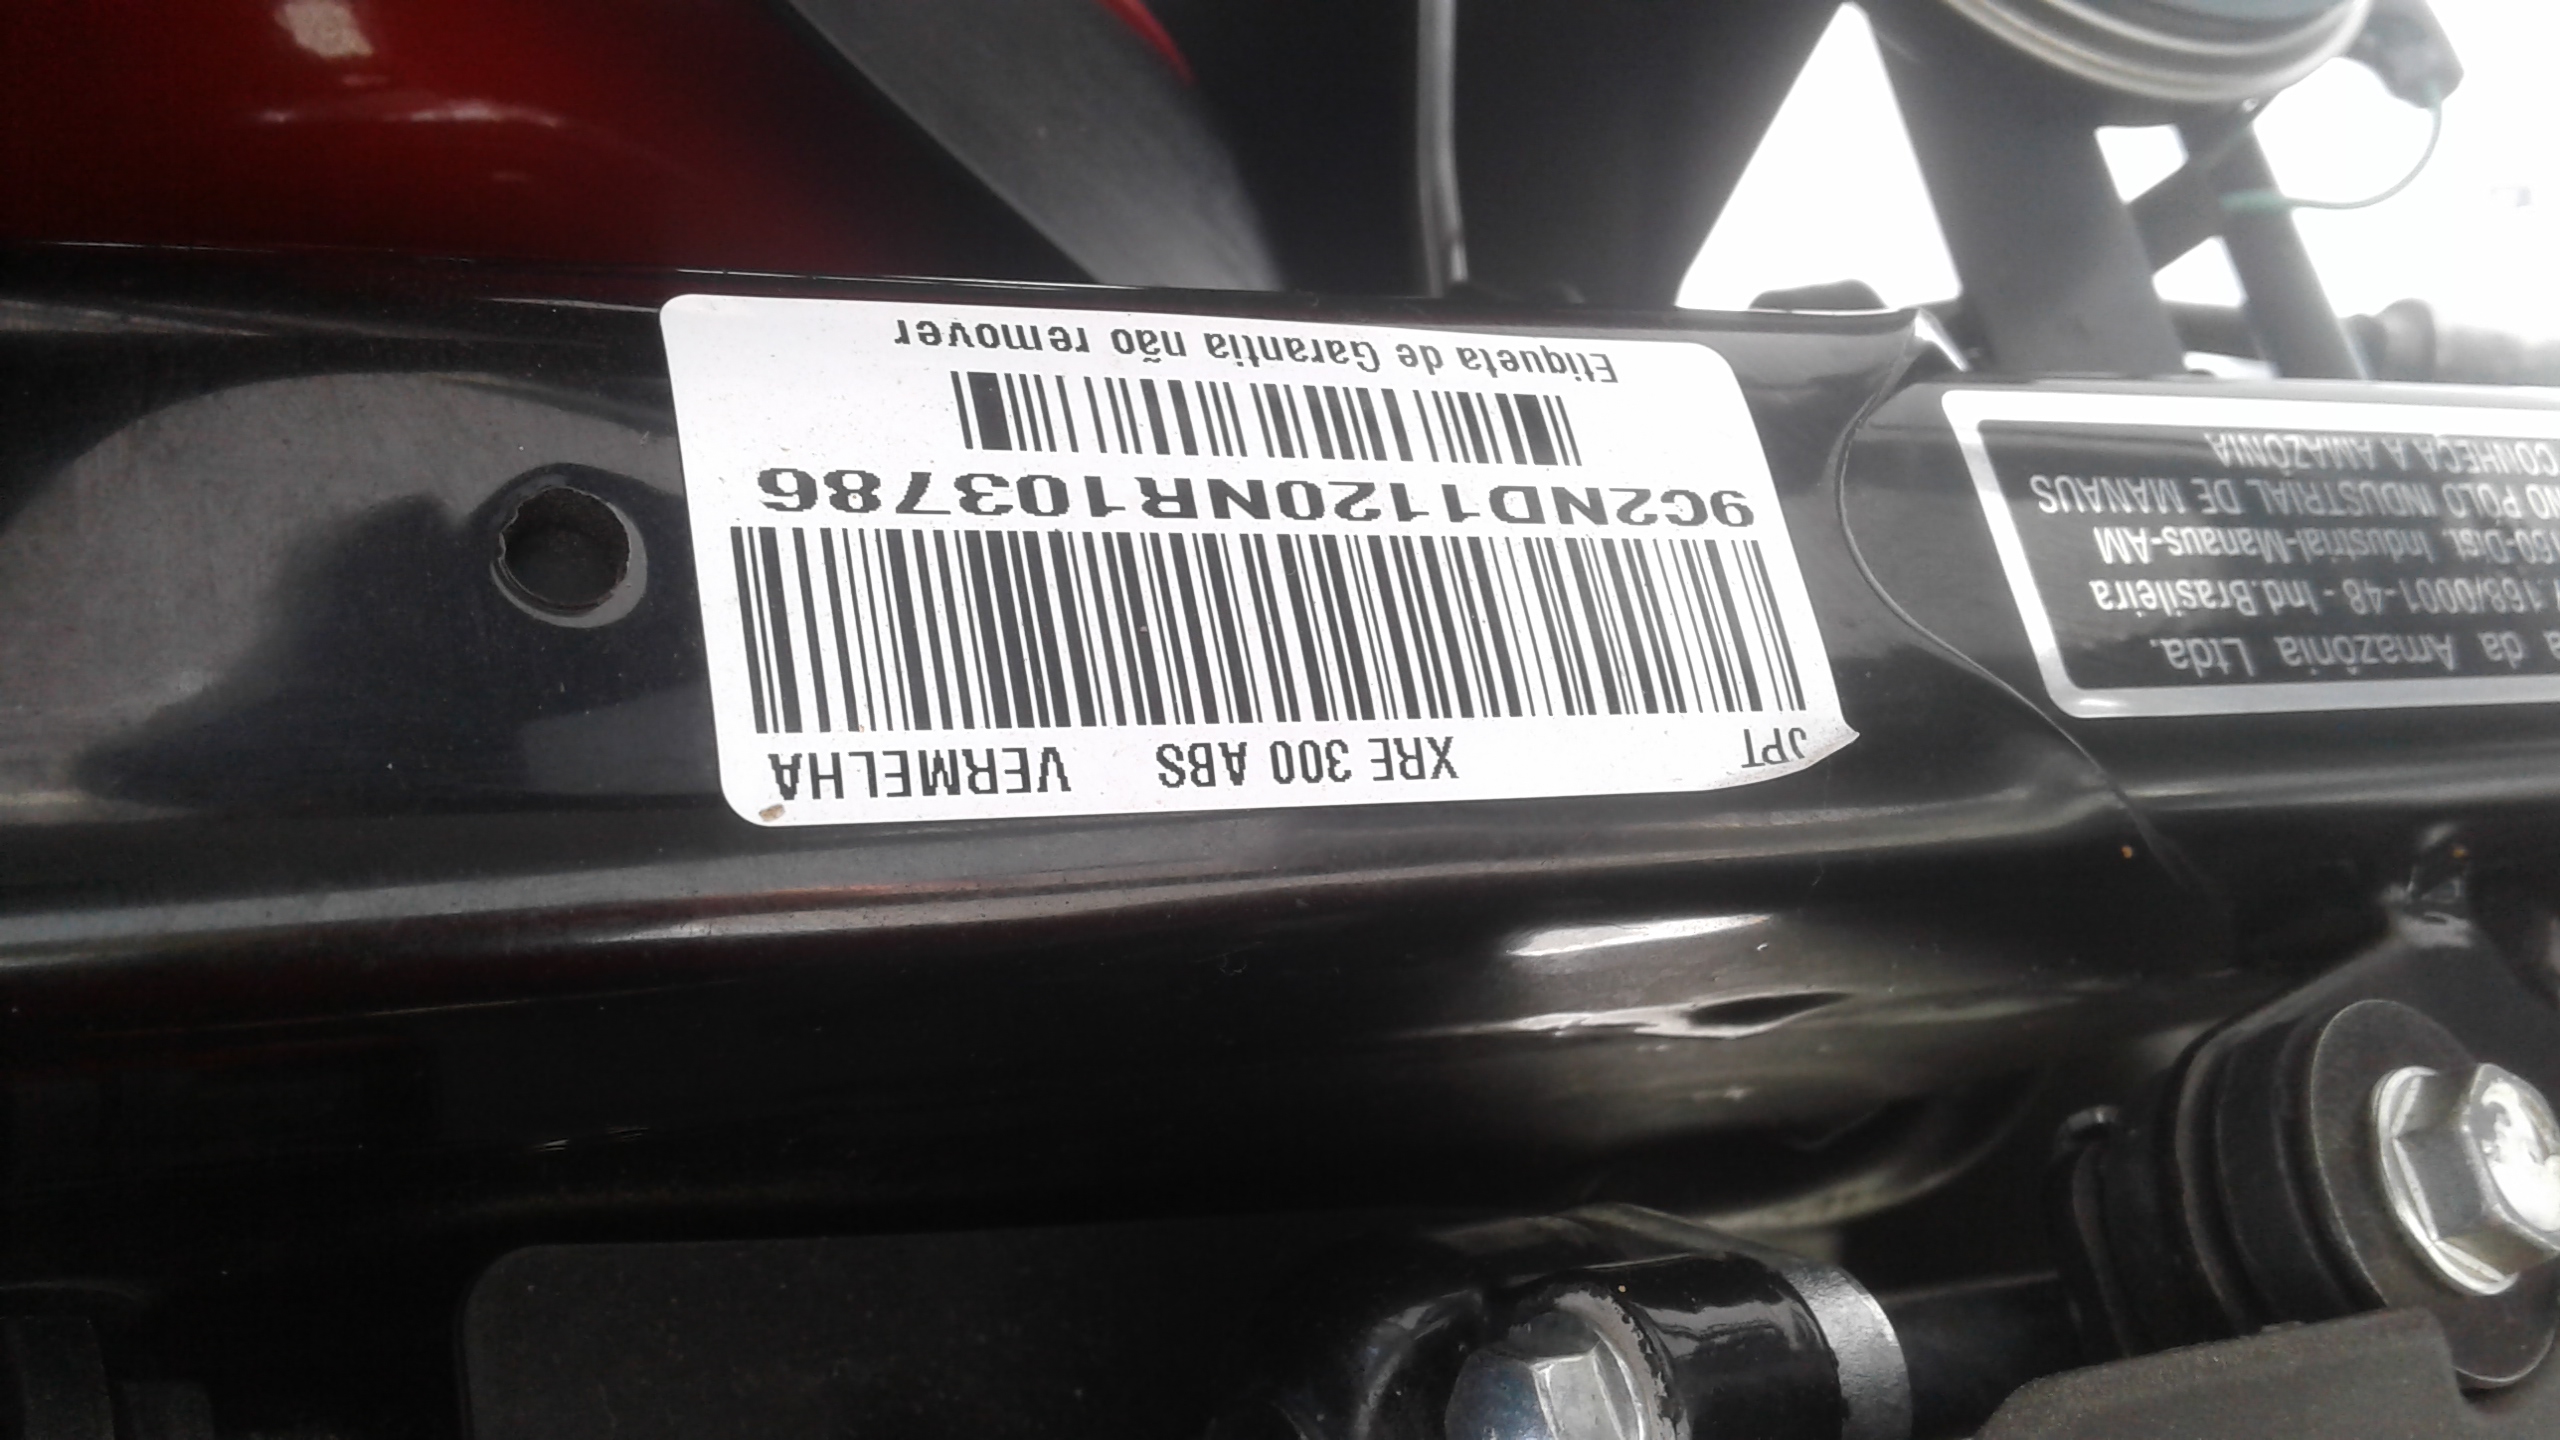 JPT XRE 300 ABS VERMELHA
9C2ND1120NR103786
Etiqueta de Garantia não remover
da Amazônia Ltda.
.168/0001-48 - Ind.Brasileira
Dist. Industrial-Manaus-AM
NO POLO INDUSTRIAL DE MANAUS
CONHEÇA A AMAZÔNIA